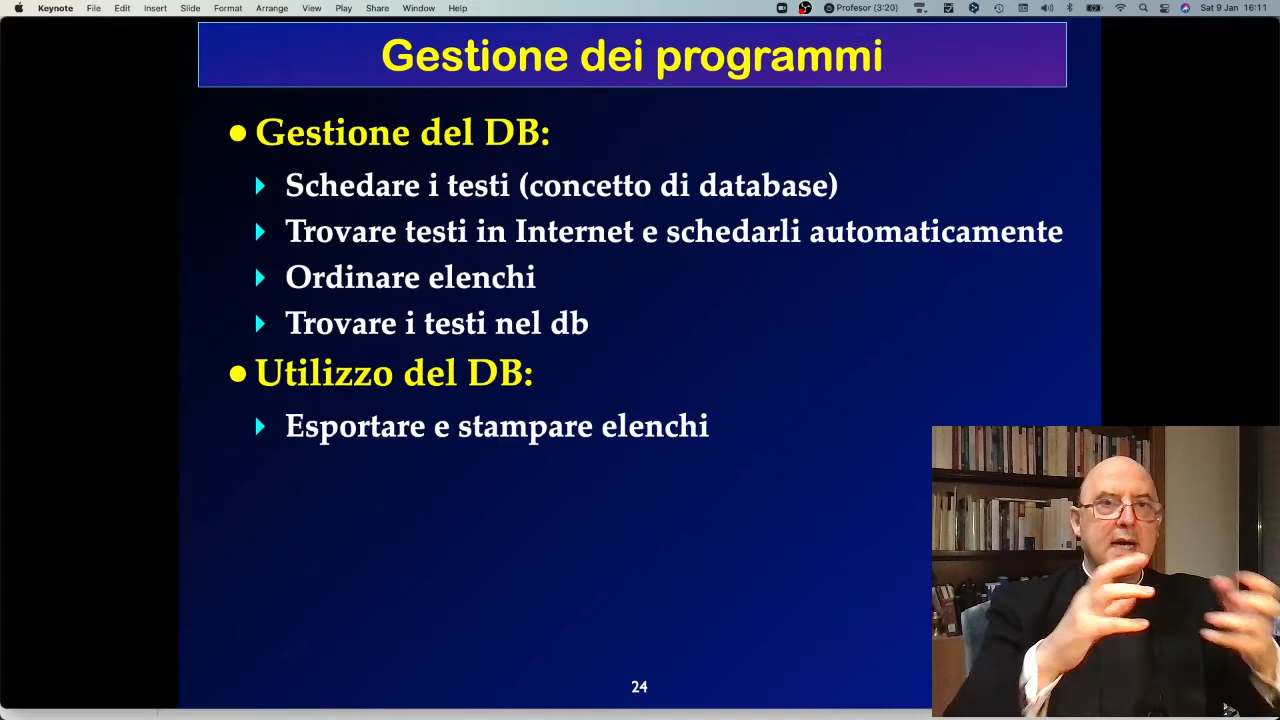 Keynote File Edit Insert Slide Format Arrange View Play Share Window Help Profesor (3:20) Sat 9 Jan 16:11
Gestione dei programmi
● Gestione del DB:
Schedare i testi (concetto di database)
Trovare testi in Internet e schedarli automaticamente
Ordinare elenchi
Trovare i testi nel db
● Utilizzo del DB:
Esportare e stampare elenchi
24